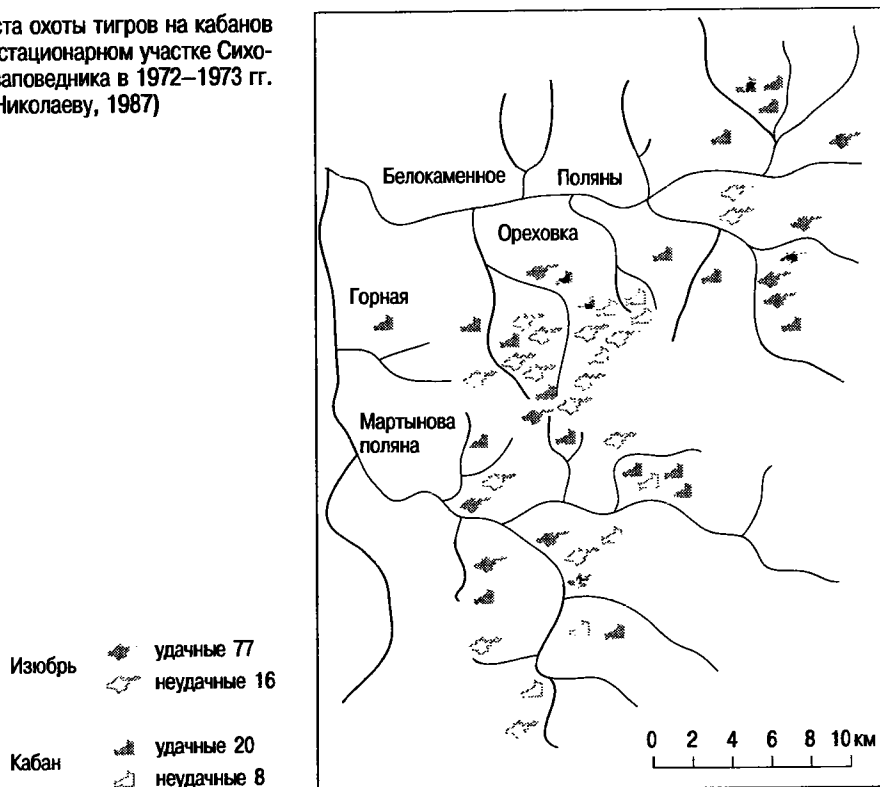 ста охоты тигров на кабанов
стационарном участке Сихо-
заповедника в 1972–1973 гг.
Николаеву, 1987)
Белокаменное
Поляны
Ореховка
Горная
Мартынова
поляна
Изюбрь
удачные 77
неудачные 16
Кабан
удачные 20
неудачные 8
0 2 4 6 8 10 км